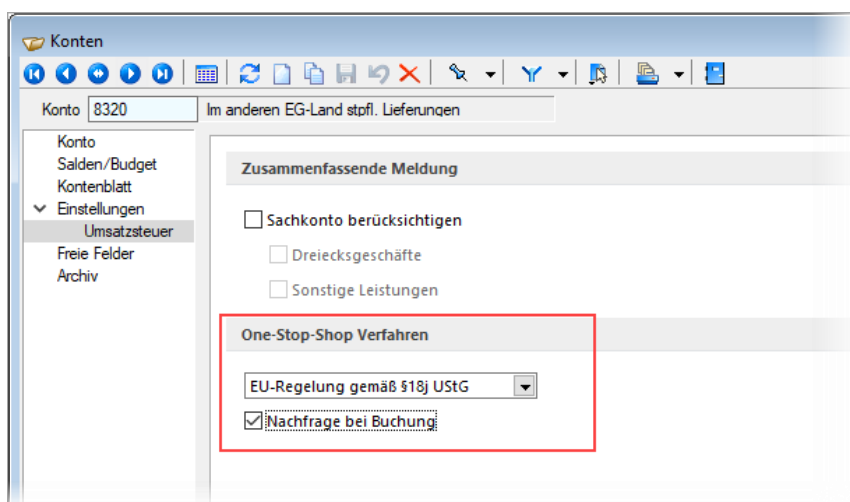 Konten
Konto 8320 Im anderen EG-Land stpfl. Lieferungen
Konto
Salden/Budget
Kontenblatt
Einstellungen
Umsatzsteuer
Freie Felder
Archiv
Zusammenfassende Meldung
Sachkonto berücksichtigen
Dreiecksgeschäfte
Sonstige Leistungen
One-Stop-Shop Verfahren
EU-Regelung gemäß §18j UStG
Nachfrage bei Buchung